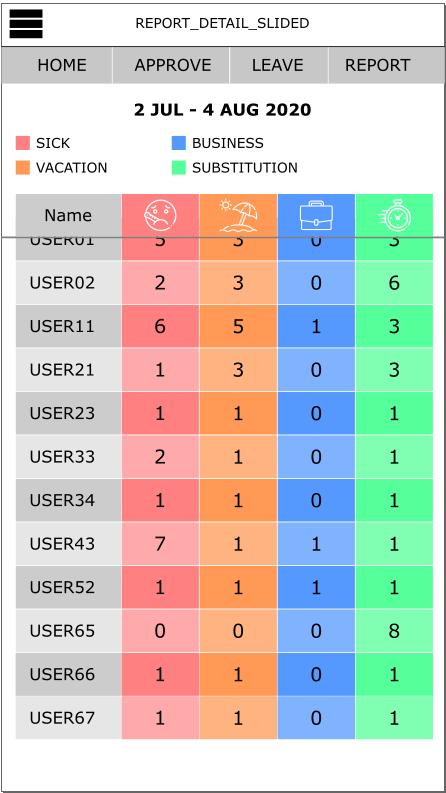 REPORT_DETAIL_SLIDED
HOME APPROVE LEAVE REPORT
2 JUL - 4 AUG 2020
SICK BUSINESS
VACATION SUBSTITUTION
Name
USER01 5 3 0 3
USER02 2 3 0 6
USER11 6 5 1 3
USER21 1 3 0 3
USER23 1 1 0 1
USER33 2 1 0 1
USER34 1 1 0 1
USER43 7 1 1 1
USER52 1 1 1 1
USER65 0 0 0 8
USER66 1 1 0 1
USER67 1 1 0 1